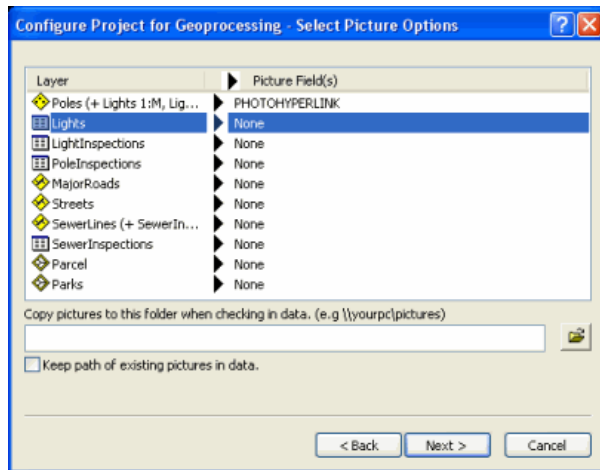 Configure Project for Geoprocessing - Select Picture Options
Layer Picture Field(s)
Poles (+ Lights 1:M, Lig... PHOTOHYPERLINK
Lights None
LightInspections None
PoleInspections None
MajorRoads None
Streets None
SewerLines (+ SewerIn... None
SewerInspections None
Parcel None
Parks None
Copy pictures to this folder when checking in data. (e.g \\yourpc\pictures)
Keep path of existing pictures in data.
< Back Next > Cancel